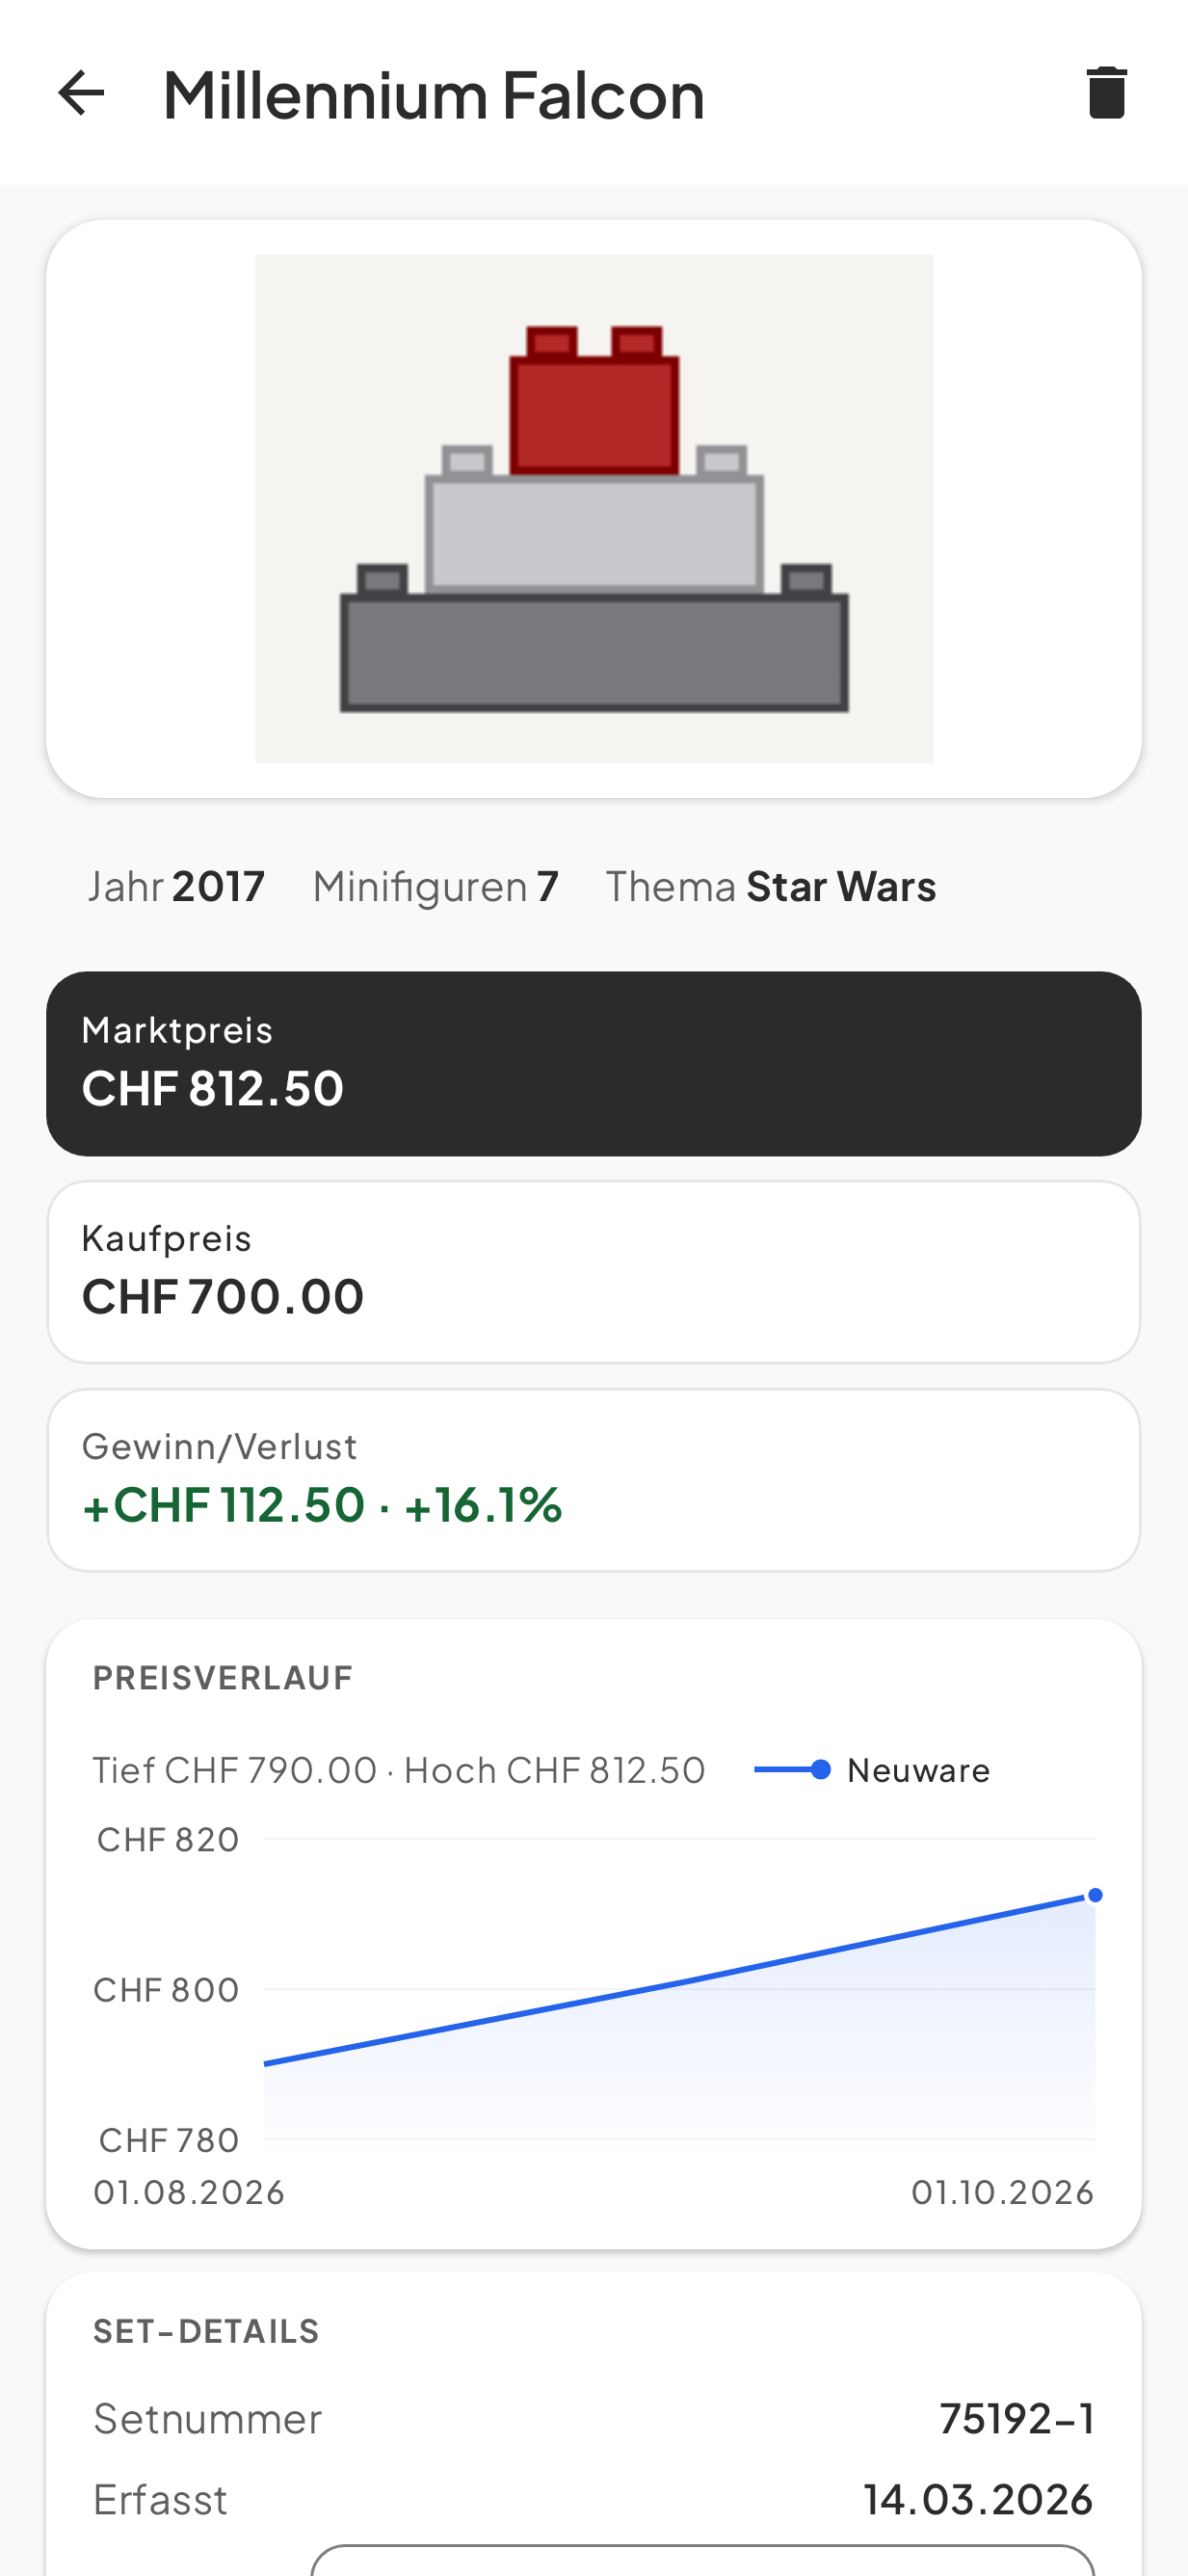 Millennium Falcon
Jahr 2017 Minifiguren 7 Thema Star Wars
Marktpreis
CHF 812.50
Kaufpreis
CHF 700.00
Gewinn/Verlust
+CHF 112.50 · +16.1%
PREISVERLAUF
Tief CHF 790.00 · Hoch CHF 812.50 Neuware
CHF 820
CHF 800
CHF 780
01.08.2026 01.10.2026
SET-DETAILS
Setnummer 75192-1
Erfasst 14.03.2026